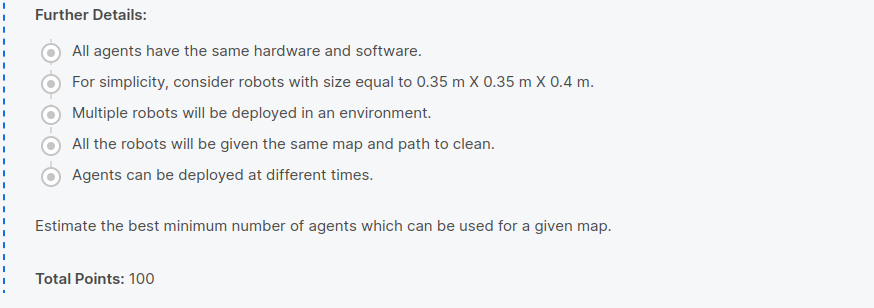 Further Details:
All agents have the same hardware and software.
For simplicity, consider robots with size equal to 0.35 m X 0.35 m X 0.4 m.
Multiple robots will be deployed in an environment.
All the robots will be given the same map and path to clean.
Agents can be deployed at different times.
Estimate the best minimum number of agents which can be used for a given map.
Total Points: 100